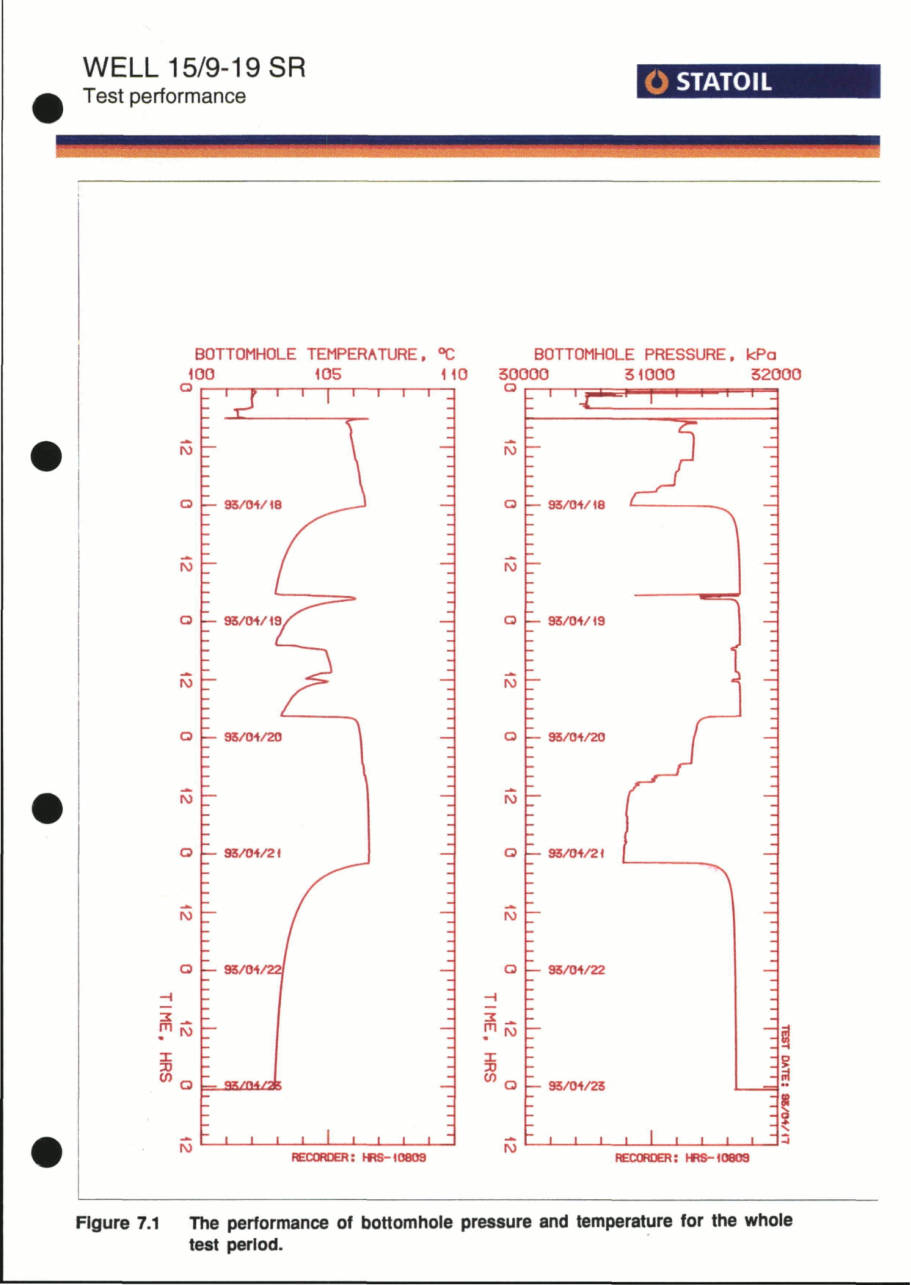 WELL 15/9-19 SR
Test performance
STATOIL
BOTTOMHOLE TEMPERATURE, ºC
100 105 110
0
12
0 93/04/18
12
0 93/04/19
12
0 93/04/20
12
0 93/04/21
12
0 93/04/22
12
0 93/04/23
12
TIME, HRS
RECORDER: HRS-10809
BOTTOMHOLE PRESSURE, kPa
30000 31000 32000
0
12
0 93/04/18
12
0 93/04/19
12
0 93/04/20
12
0 93/04/21
12
0 93/04/22
12
0 93/04/23
12
TIME, HRS
TEST DATE: 93/04/17
RECORDER: HRS-10809
Figure 7.1 The performance of bottomhole pressure and temperature for the whole
test period.